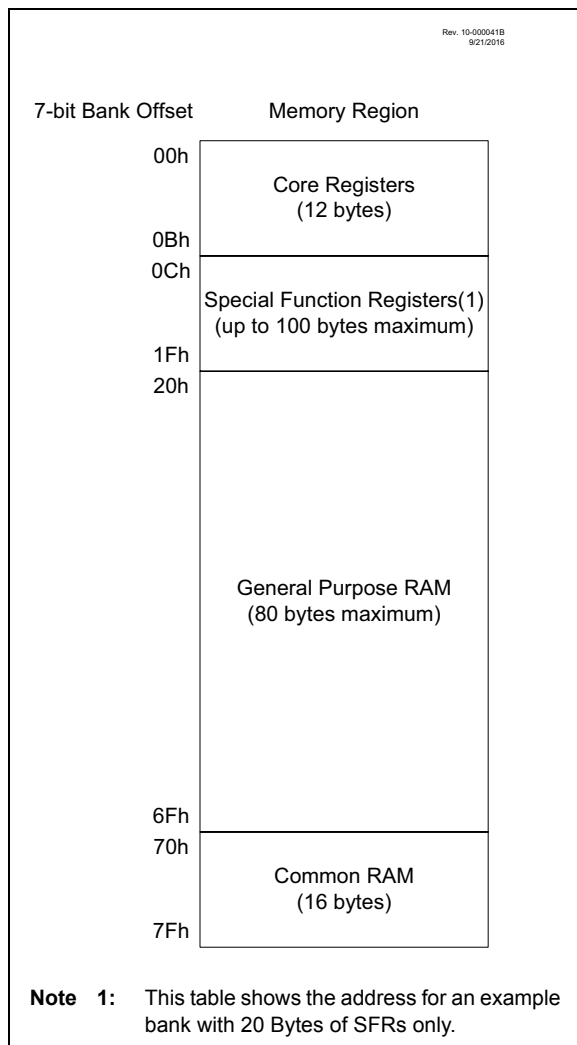 Rev. 10-000041B
9/21/2016
7-bit Bank Offset Memory Region
00h
Core Registers
(12 bytes)
0Bh
0Ch
Special Function Registers(1)
(up to 100 bytes maximum)
1Fh
20h
General Purpose RAM
(80 bytes maximum)
6Fh
70h
Common RAM
(16 bytes)
7Fh
Note 1: This table shows the address for an example
bank with 20 Bytes of SFRs only.